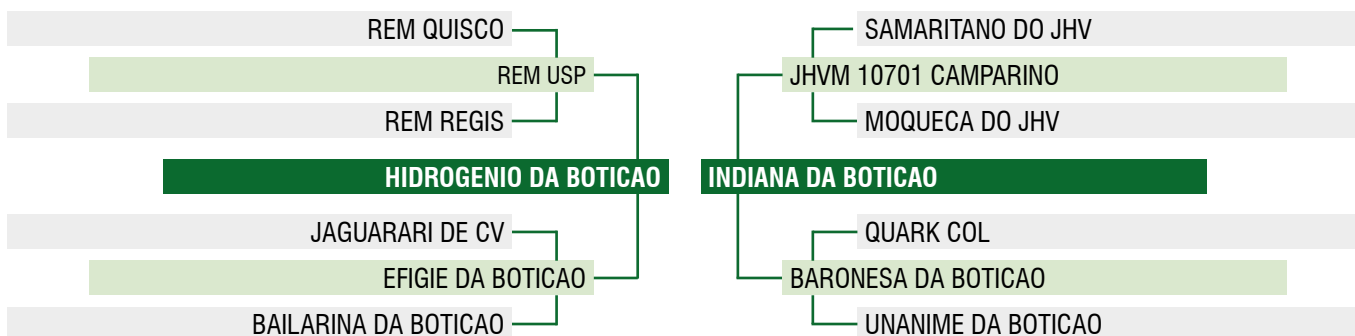 REM QUISCO
SAMARITANO DO JHV
REM USP
JHVM 10701 CAMPARINO
REM REGIS
MOQUECA DO JHV
HIDROGENIO DA BOTICAO
INDIANA DA BOTICAO
JAGUARARI DE CV
QUARK COL
EFIGIE DA BOTICAO
BARONESA DA BOTICAO
BAILARINA DA BOTICAO
UNANIME DA BOTICAO